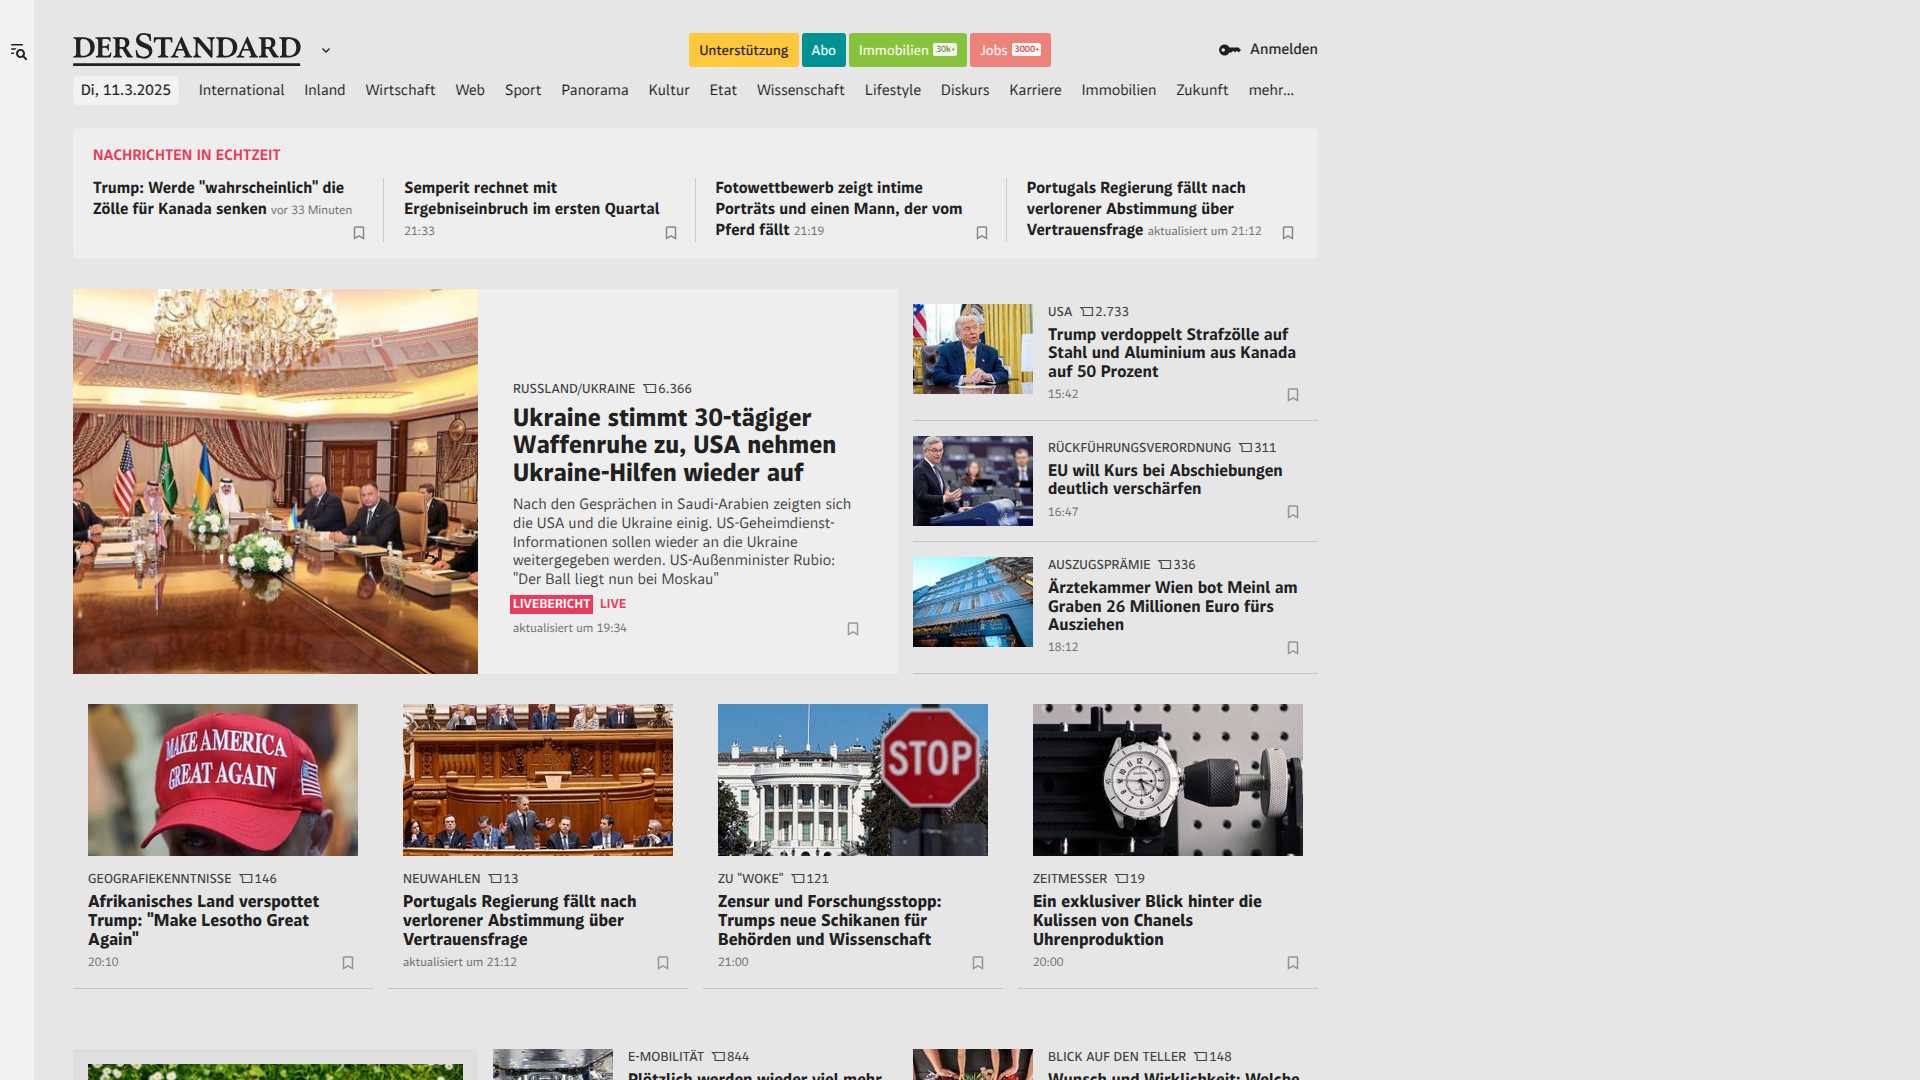 DERSTANDARD
Unterstützung
Abo
Immobilien 30k+
Jobs 3000+
Anmelden
Di, 11.3.2025
International
Inland
Wirtschaft
Web
Sport
Panorama
Kultur
Etat
Wissenschaft
Lifestyle
Diskurs
Karriere
Immobilien
Zukunft
mehr...
NACHRICHTEN IN ECHTZEIT
Trump: Werde "wahrscheinlich" die
Zölle für Kanada senken vor 33 Minuten
Semperit rechnet mit
Ergebniseinbruch im ersten Quartal
21:33
Fotowettbewerb zeigt intime
Porträts und einen Mann, der vom
Pferd fällt 21:19
Portugals Regierung fällt nach
verlorener Abstimmung über
Vertrauensfrage aktualisiert um 21:12
RUSSLAND/UKRAINE 6.366
Ukraine stimmt 30-tägiger
Waffenruhe zu, USA nehmen
Ukraine-Hilfen wieder auf
Nach den Gesprächen in Saudi-Arabien zeigten sich
die USA und die Ukraine einig. US-Geheimdienst-
Informationen sollen wieder an die Ukraine
weitergegeben werden. US-Außenminister Rubio:
"Der Ball liegt nun bei Moskau"
LIVEBERICHT LIVE
aktualisiert um 19:34
USA 2.733
Trump verdoppelt Strafzölle auf
Stahl und Aluminium aus Kanada
auf 50 Prozent
15:42
RÜCKFÜHRUNGSVERORDNUNG 311
EU will Kurs bei Abschiebungen
deutlich verschärfen
16:47
AUSZUGSPRÄMIE 336
Ärztekammer Wien bot Meinl am
Graben 26 Millionen Euro fürs
Ausziehen
18:12
MAKE AMERICA
GREAT AGAIN
GEOGRAFIEKENNTNISSE 146
Afrikanisches Land verspottet
Trump: "Make Lesotho Great
Again"
20:10
NEUWAHLEN 13
Portugals Regierung fällt nach
verlorener Abstimmung über
Vertrauensfrage
aktualisiert um 21:12
STOP
ZU "WOKE" 121
Zensur und Forschungsstopp:
Trumps neue Schikanen für
Behörden und Wissenschaft
21:00
ZEITMESSER 19
Ein exklusiver Blick hinter die
Kulissen von Chanels
Uhrenproduktion
20:00
E-MOBILITÄT 844
Plötzlich werden wieder viel mehr
BLICK AUF DEN TELLER 148
Wunsch und Wirklichkeit: Welche